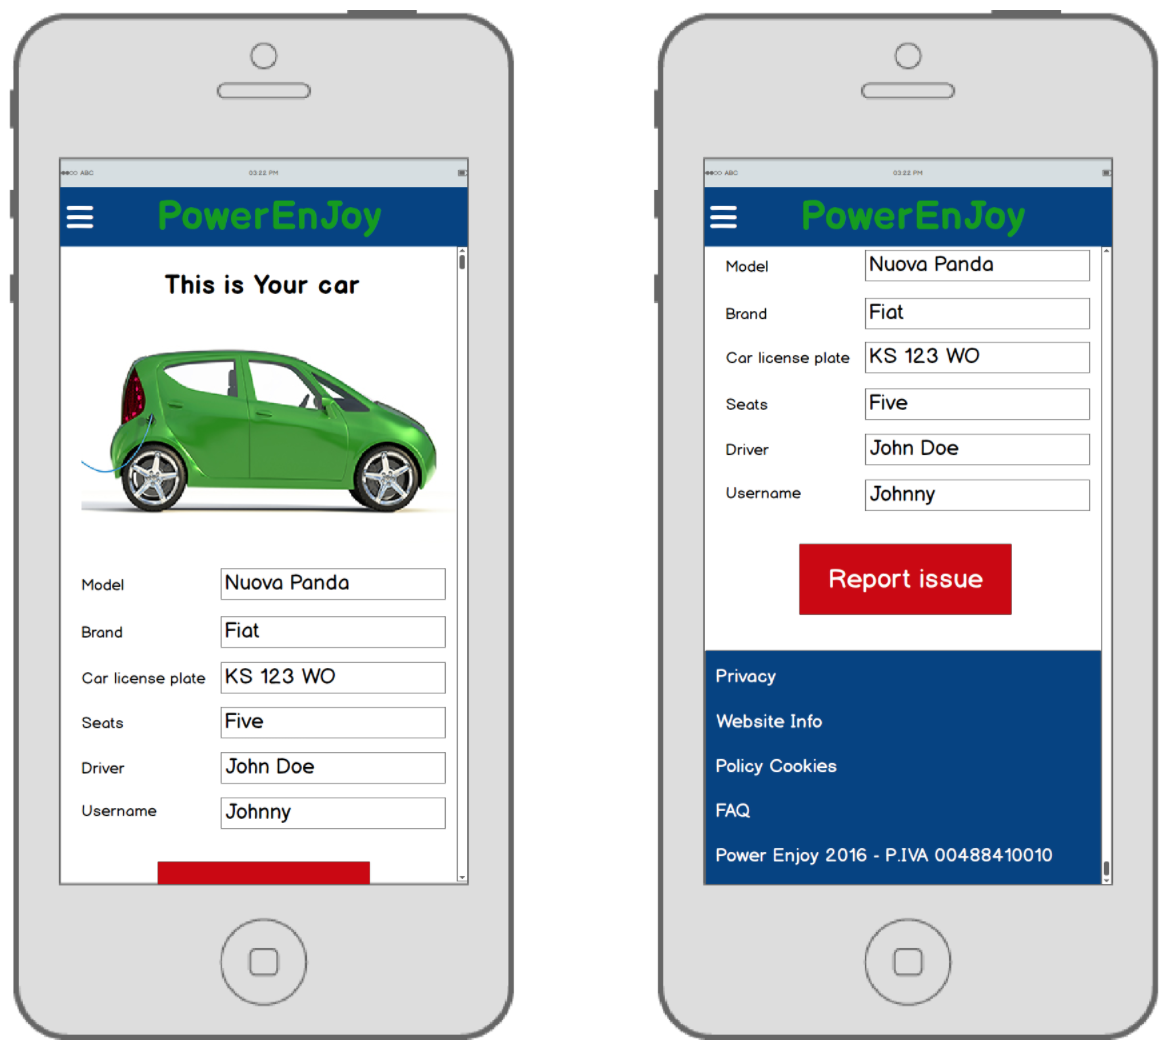 ABC 03:22 PM
PowerEnJoy
This is Your car
Model Nuova Panda
Brand Fiat
Car license plate KS 123 WO
Seats Five
Driver John Doe
Username Johnny
ABC 03:22 PM
PowerEnJoy
Model Nuova Panda
Brand Fiat
Car license plate KS 123 WO
Seats Five
Driver John Doe
Username Johnny
Report issue
Privacy
Website Info
Policy Cookies
FAQ
Power Enjoy 2016 - P.IVA 00488410010